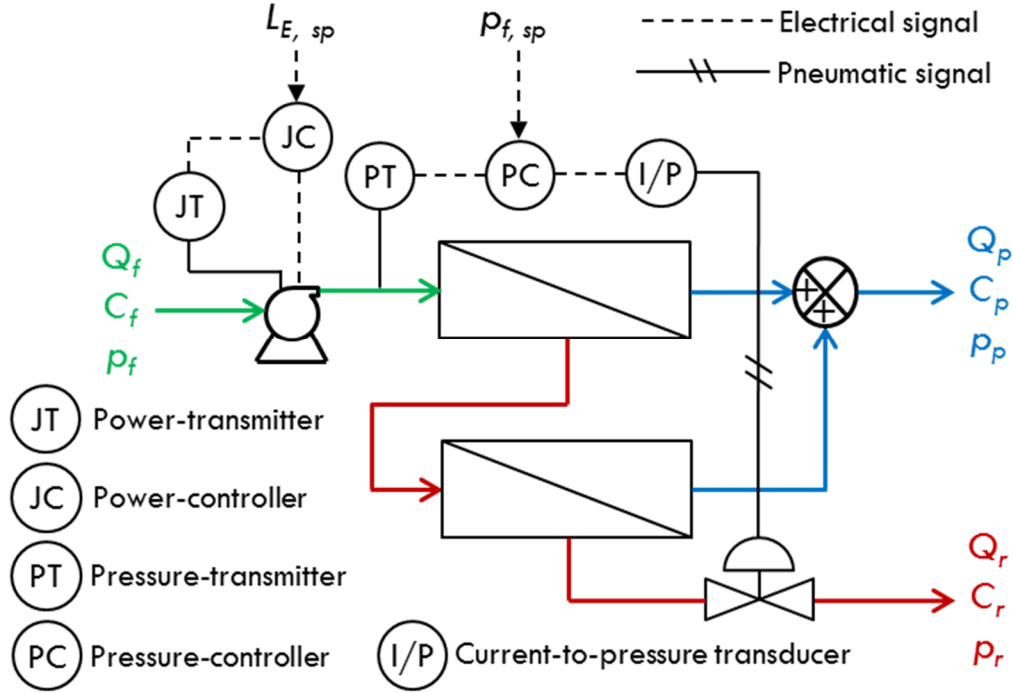 L_E, sp
p_f, sp
Electrical signal
Pneumatic signal
JC
PT
PC
I/P
JT
Q_f
C_f
p_f
+
+
Q_p
C_p
p_p
JT Power-transmitter
JC Power-controller
PT Pressure-transmitter
PC Pressure-controller
I/P Current-to-pressure transducer
Q_r
C_r
p_r